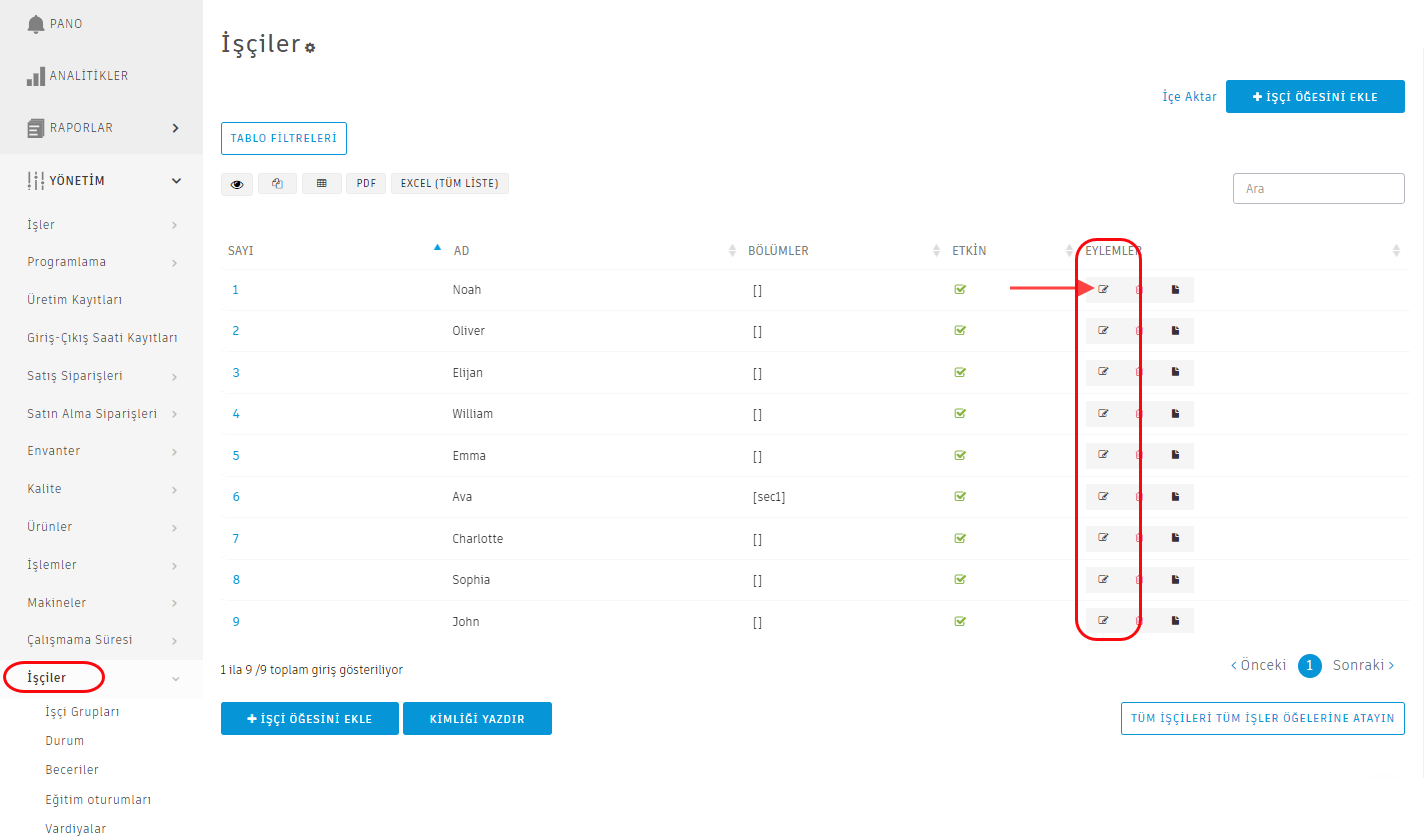 PANO
ANALİTİKLER
RAPORLAR
YÖNETİM
İşler
Programlama
Üretim Kayıtları
Giriş-Çıkış Saati Kayıtları
Satış Siparişleri
Satın Alma Siparişleri
Envanter
Kalite
Ürünler
İşlemler
Makineler
Çalışmama Süresi
İşçiler
İşçi Grupları
Durum
Beceriler
Eğitim oturumları
Vardiyalar
İşçiler
İçe Aktar
İŞÇİ ÖĞESİNİ EKLE
TABLO FİLTRELERİ
PDF EXCEL (TÜM LİSTE)
Ara
SAYI AD BÖLÜMLER ETKİN EYLEMLER
1 Noah []
2 Oliver []
3 Elijan []
4 William []
5 Emma []
6 Ava [sec1]
7 Charlotte []
8 Sophia []
9 John []
1 ila 9 /9 toplam giriş gösteriliyor
‹ Önceki 1 Sonraki ›
İŞÇİ ÖĞESİNİ EKLE
KİMLİĞİ YAZDIR
TÜM İŞÇİLERİ TÜM İŞLER ÖĞELERİNE ATAYIN